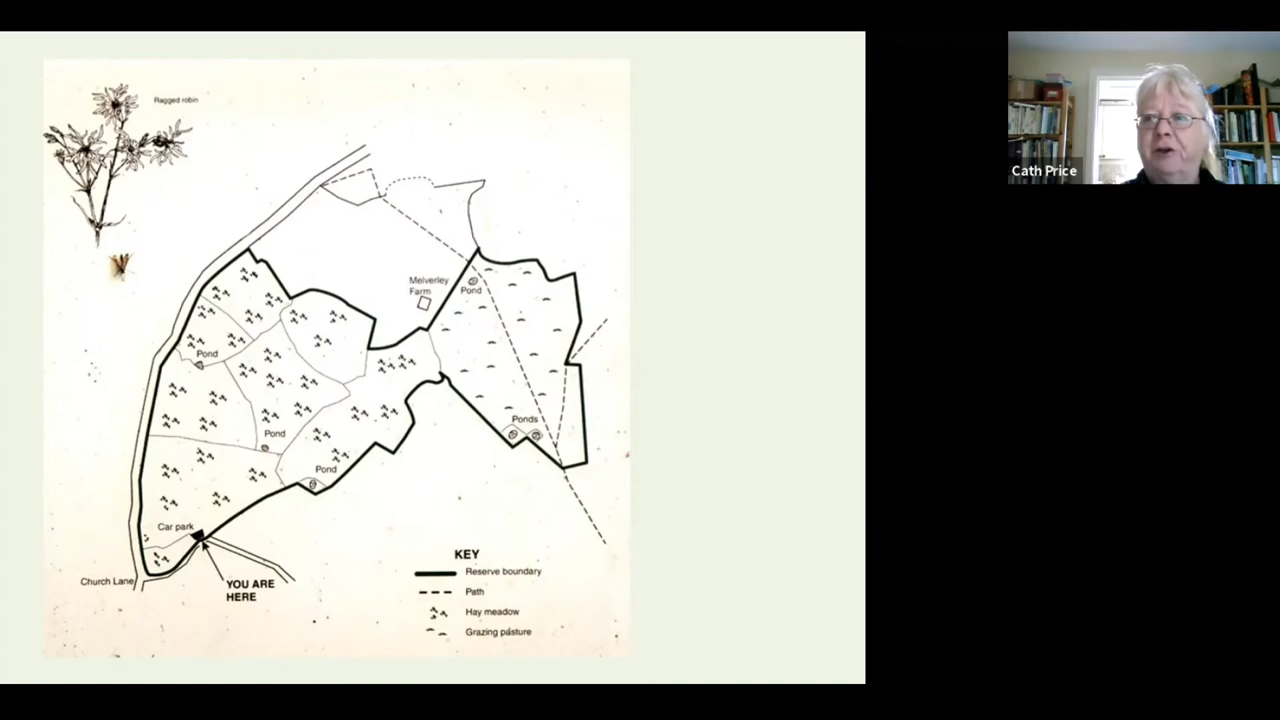 Ragged robin
Cath Price
Melverley
Farm
Pond
Pond
Ponds
Pond
Pond
Car park
Church Lane
YOU ARE
HERE
KEY
Reserve boundary
Path
Hay meadow
Grazing pasture